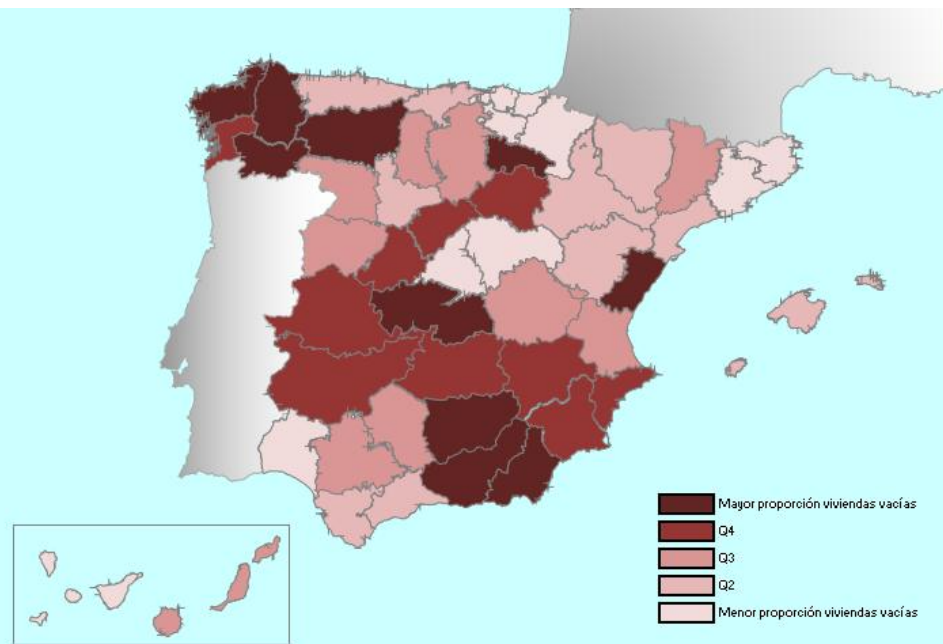 Mayor proporción viviendas vacías
Q4
Q3
Q2
Menor proporción viviendas vacías